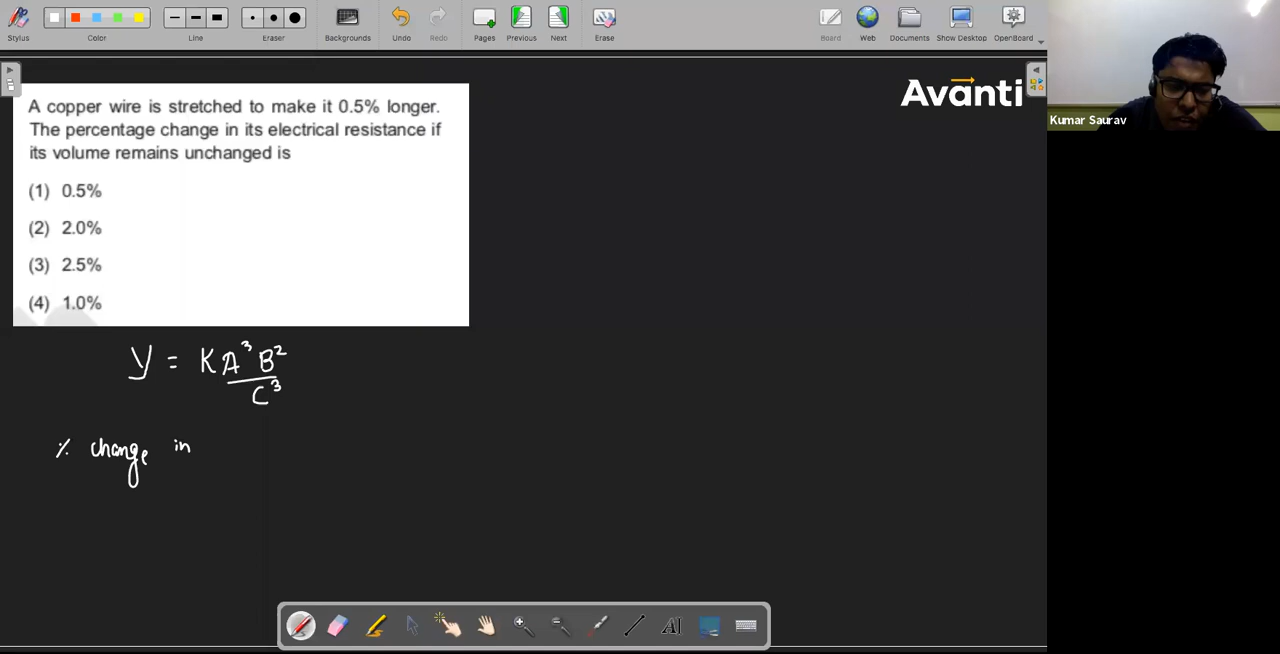 Stylus
Color
Line
Eraser
Backgrounds
Undo
Redo
Pages
Previous
Next
Erase
Board
Web
Documents
Show Desktop
OpenBoard
Avanti
Kumar Saurav
A copper wire is stretched to make it 0.5% longer.
The percentage change in its electrical resistance if
its volume remains unchanged is
(1) 0.5%
(2) 2.0%
(3) 2.5%
(4) 1.0%
y = KA³B²
C³
% change in
AI